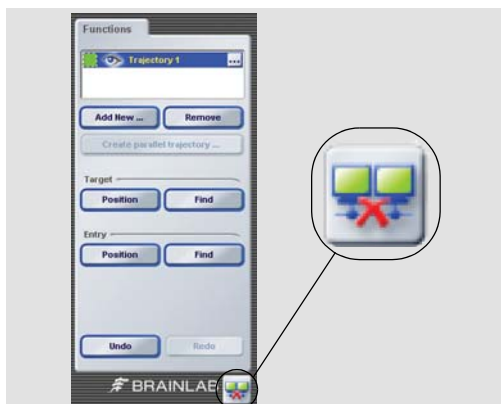 Functions
Trajectory 1 ...
Add New ... Remove
Create parallel trajectory ...
Target
Position Find
Entry
Position Find
Undo Redo
BRAINLAB